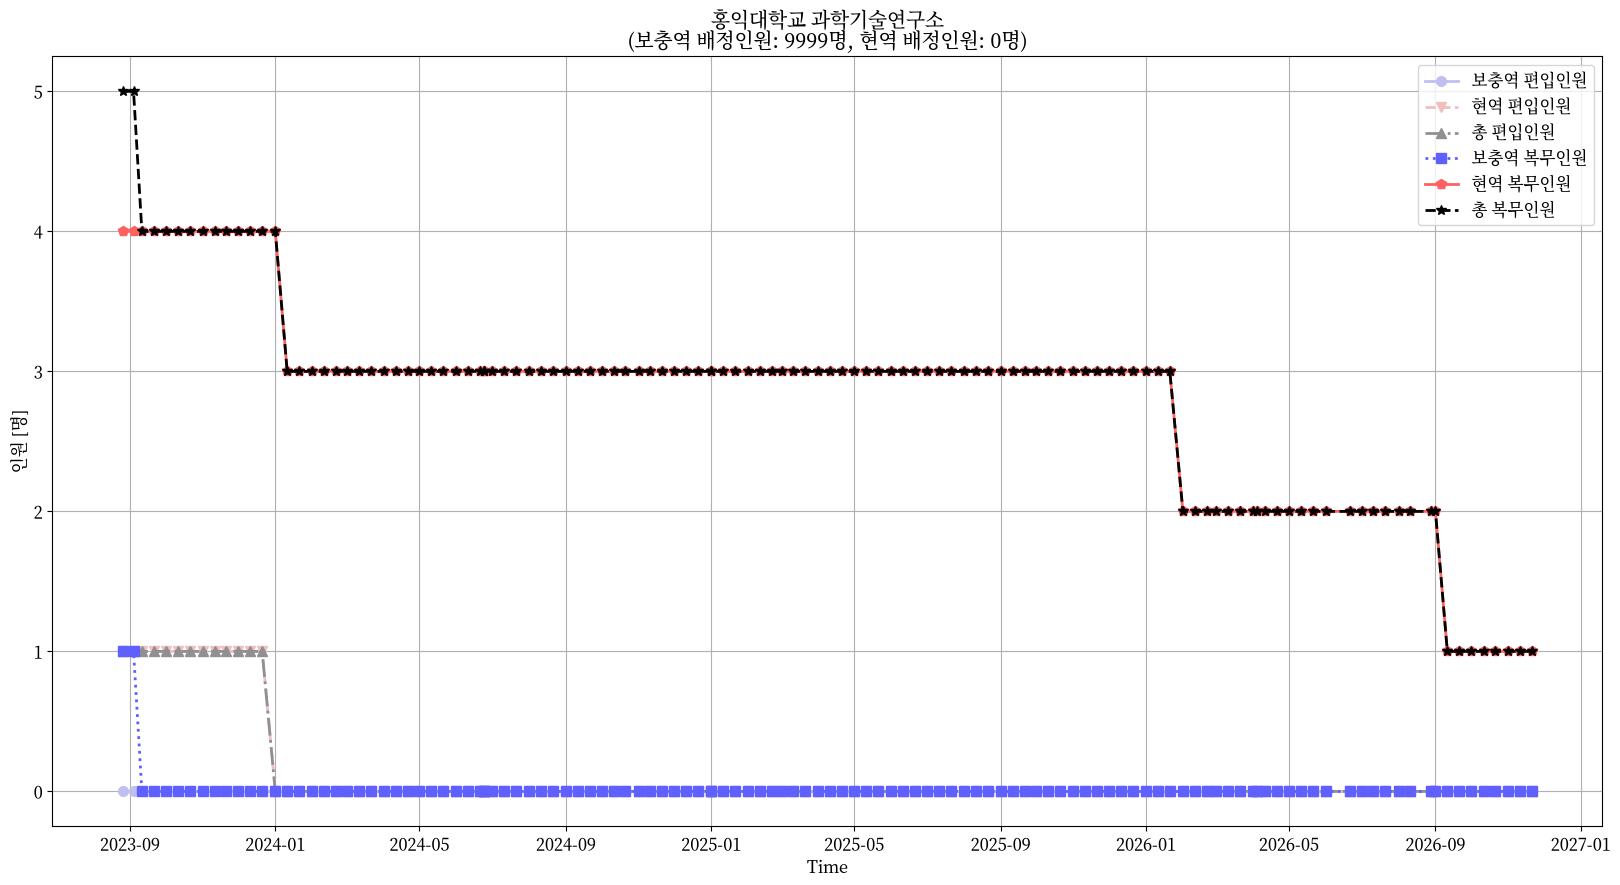 홍익대학교 과학기술연구소
(보충역 배정인원: 9999명, 현역 배정인원: 0명)
보충역 편입인원
현역 편입인원
총 편입인원
보충역 복무인원
현역 복무인원
총 복무인원
인원 [명]
5
4
3
2
1
0
2023-09
2024-01
2024-05
2024-09
2025-01
2025-05
2025-09
2026-01
2026-05
2026-09
2027-01
Time